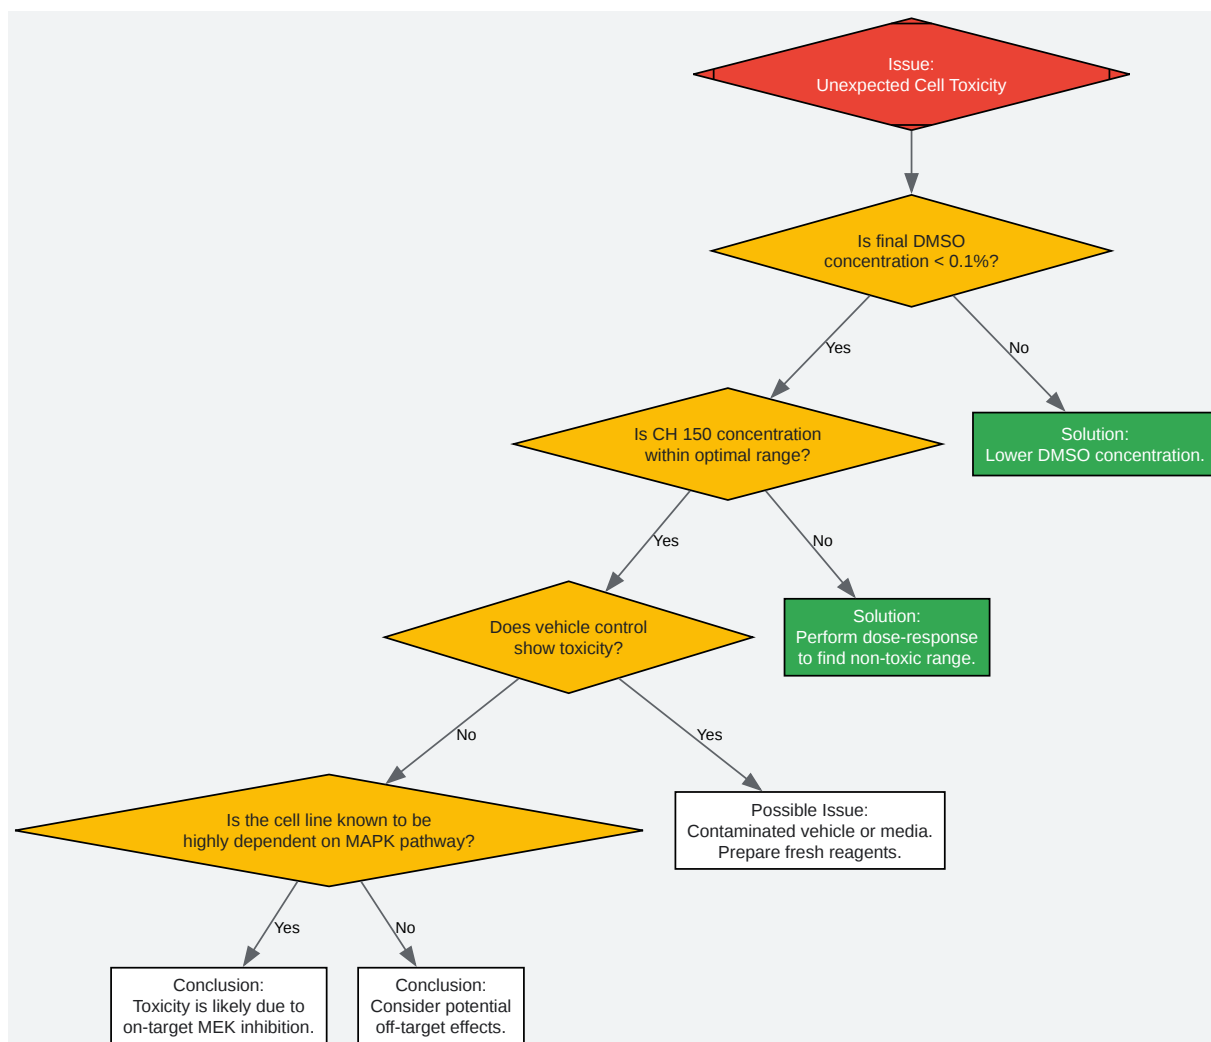 Issue:
Unexpected Cell Toxicity
Is final DMSO
concentration < 0.1%?
Yes
No
Is CH 150 concentration
within optimal range?
Solution:
Lower DMSO concentration.
Yes
No
Does vehicle control
show toxicity?
Solution:
Perform dose-response
to find non-toxic range.
No
Yes
Is the cell line known to be
highly dependent on MAPK pathway?
Possible Issue:
Contaminated vehicle or media.
Prepare fresh reagents.
Yes
No
Conclusion:
Toxicity is likely due to
on-target MEK inhibition.
Conclusion:
Consider potential
off-target effects.